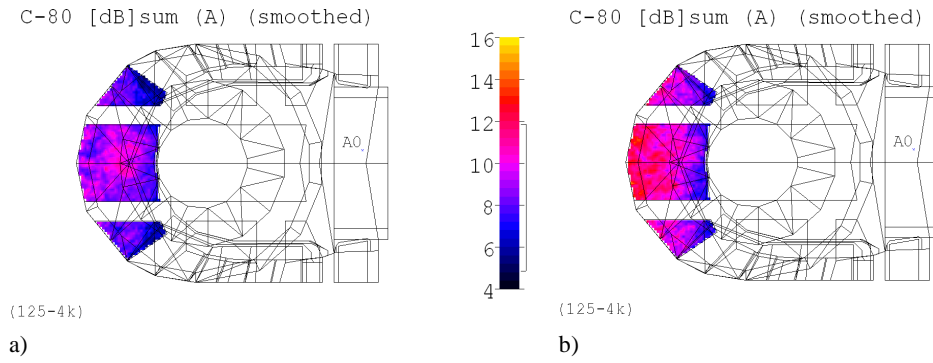 C-80 [dB]sum (A) (smoothed)
A0
(125-4k)
a)
16
14
12
10
8
6
4
C-80 [dB]sum (A) (smoothed)
A0
(125-4k)
b)